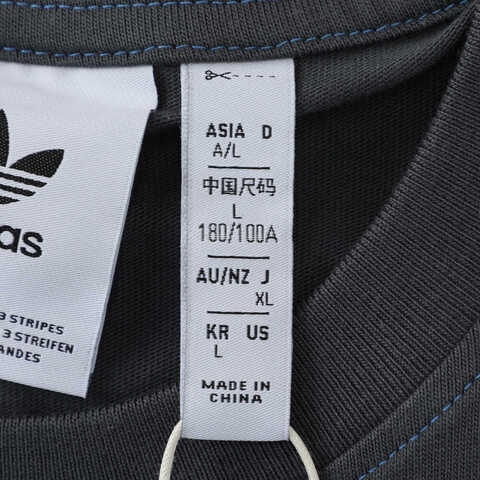 as
3 STRIPES
3 STREIFEN
ANDES
ASIA D
A/L
中国尺码
L
180/100A
AU/NZ J
XL
KR US
L
MADE IN
CHINA